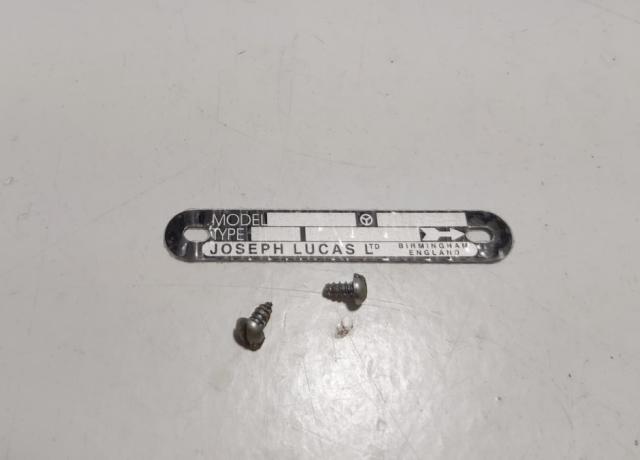 MODEL
TYPE
JOSEPH LUCAS LTD BIRMINGHAM
ENGLAND